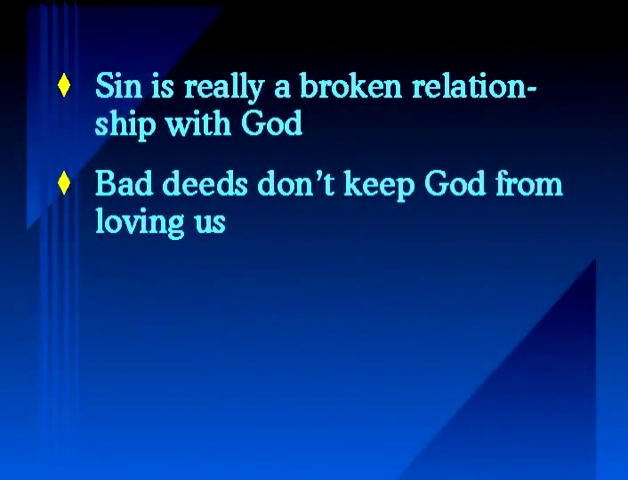 Sin is really a broken relation-
ship with God
Bad deeds don't keep God from
loving us